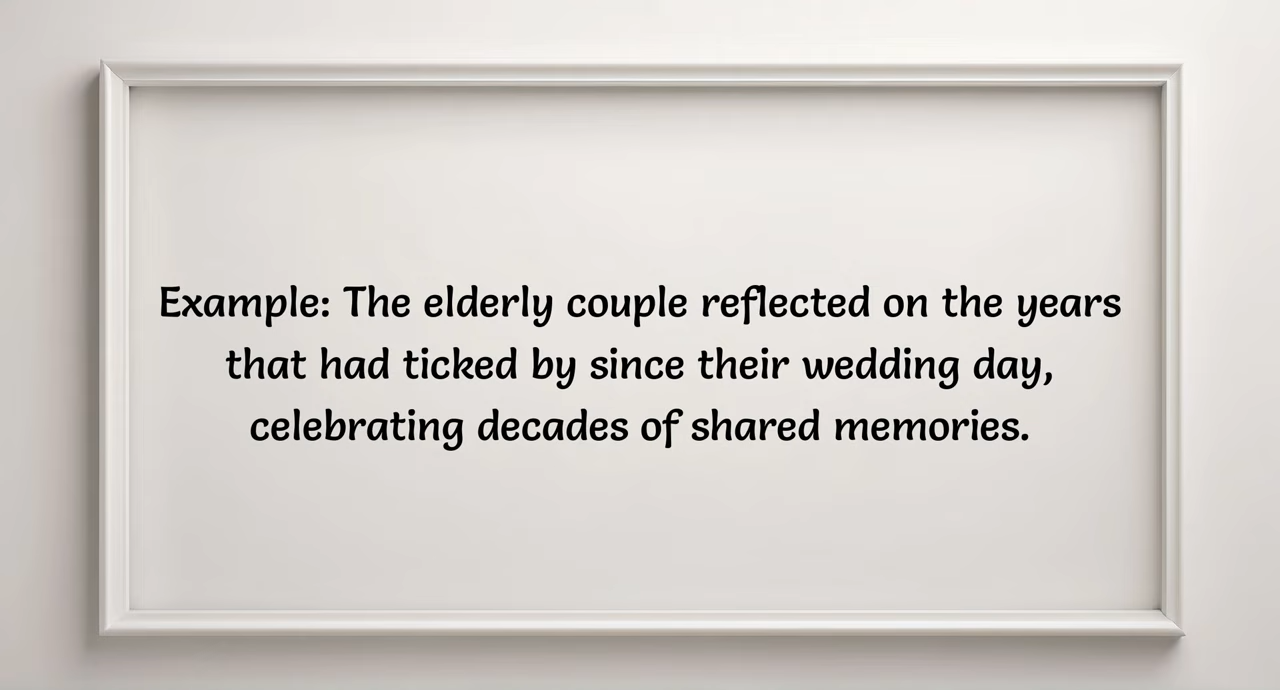 Example: The elderly couple reflected on the years
that had ticked by since their wedding day,
celebrating decades of shared memories.